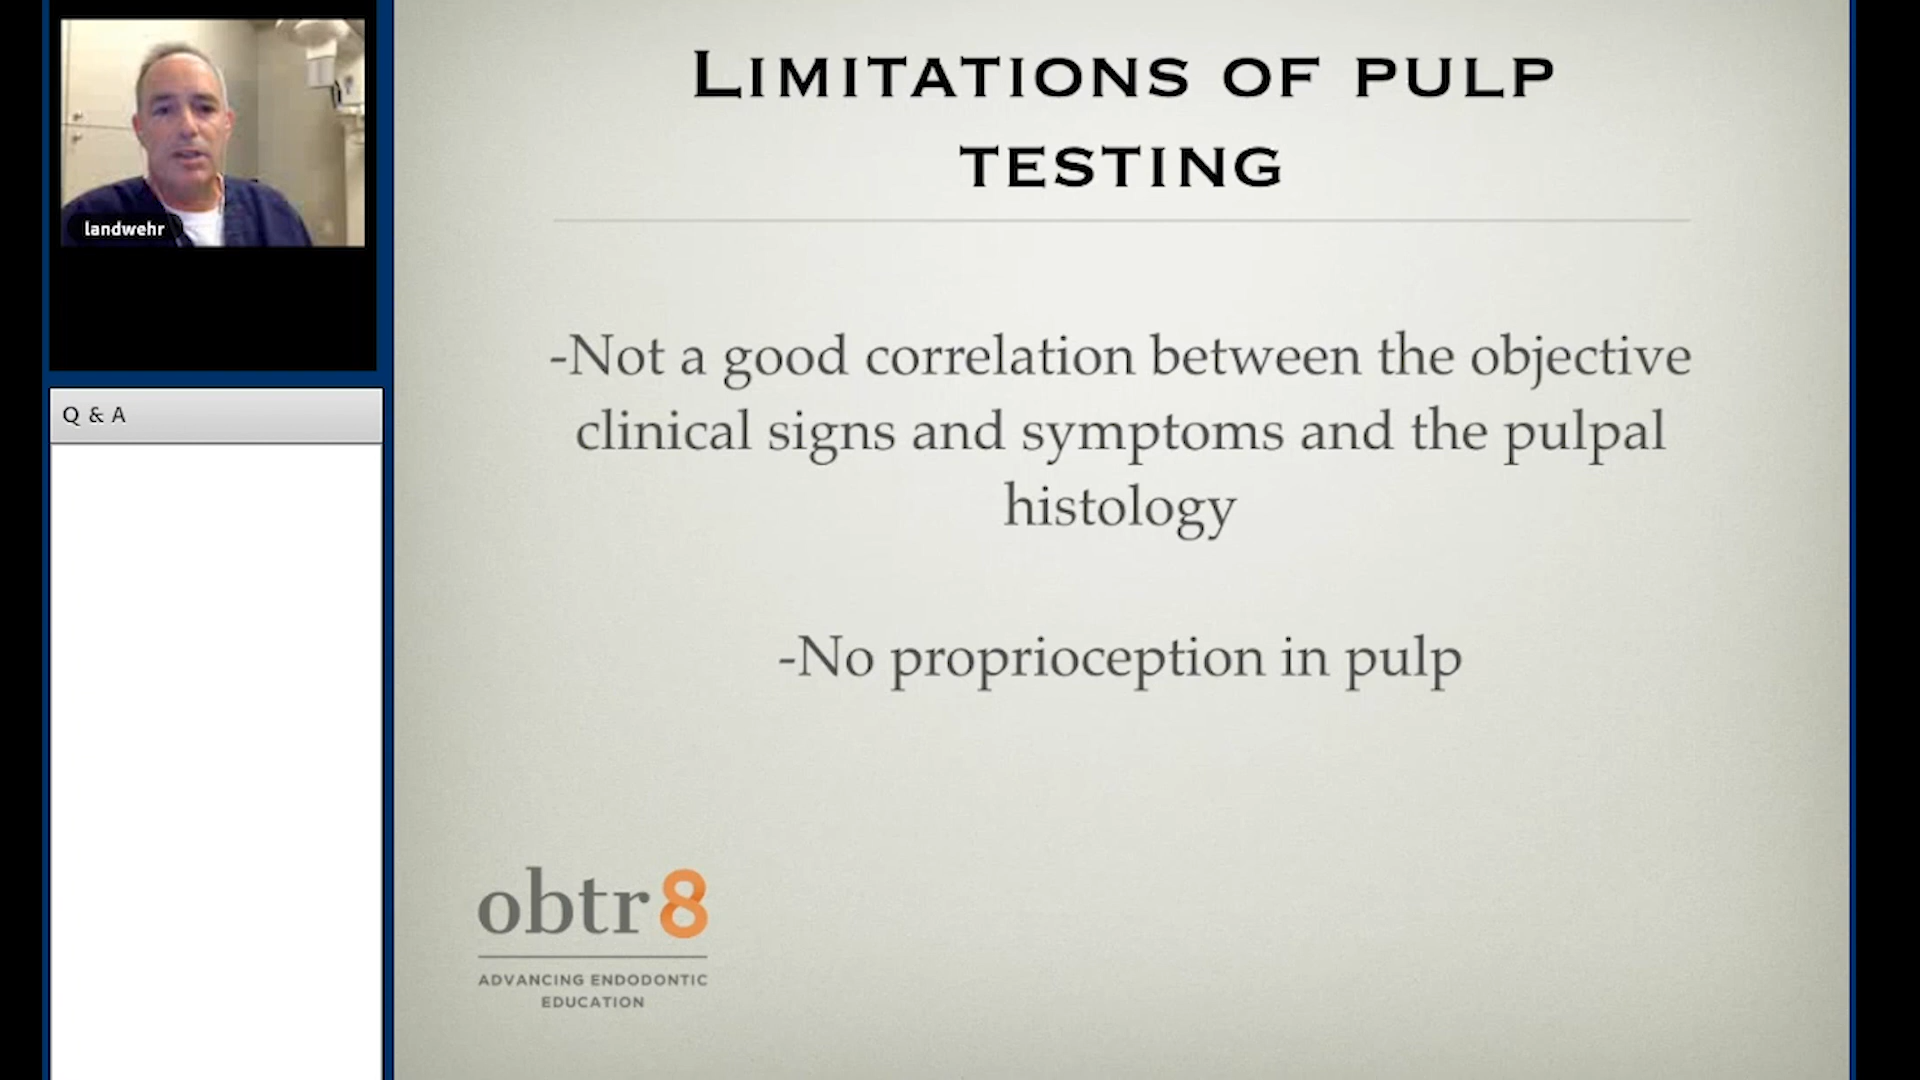 landwehr
Q & A
LIMITATIONS OF PULP
TESTING
-Not a good correlation between the objective
clinical signs and symptoms and the pulpal
histology
-No proprioception in pulp
obtr8
ADVANCING ENDODONTIC
EDUCATION